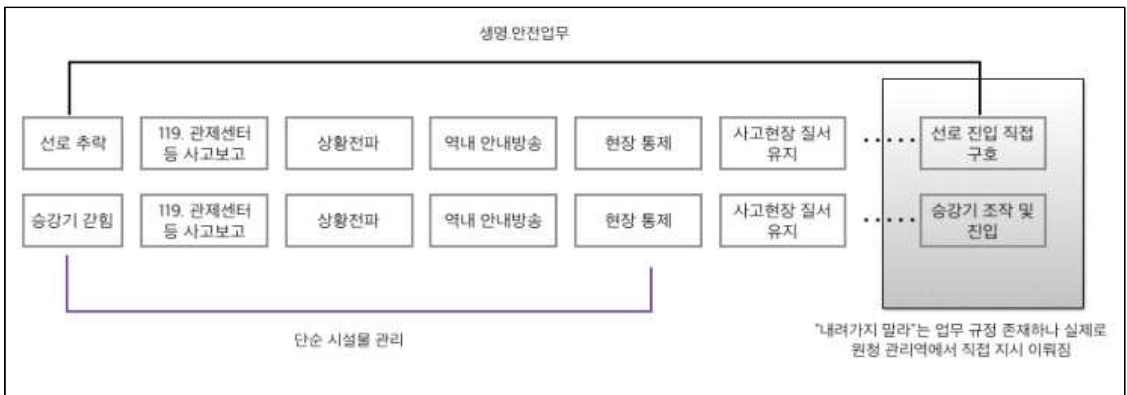 생명.안전업무
선로 추락
119. 관제센터
등 사고보고
상황전파
역내 안내방송
현장 통제
사고현장 질서
유지
선로 진입 직접
구호
승강기 갇힘
119. 관제센터
등 사고보고
상황전파
역내 안내방송
현장 통제
사고현장 질서
유지
승강기 조작 및
진입
단순 시설물 관리
"내려가지 말라"는 업무 규정 존재하나 실제로
원청 관리역에서 직접 지시 이뤄짐